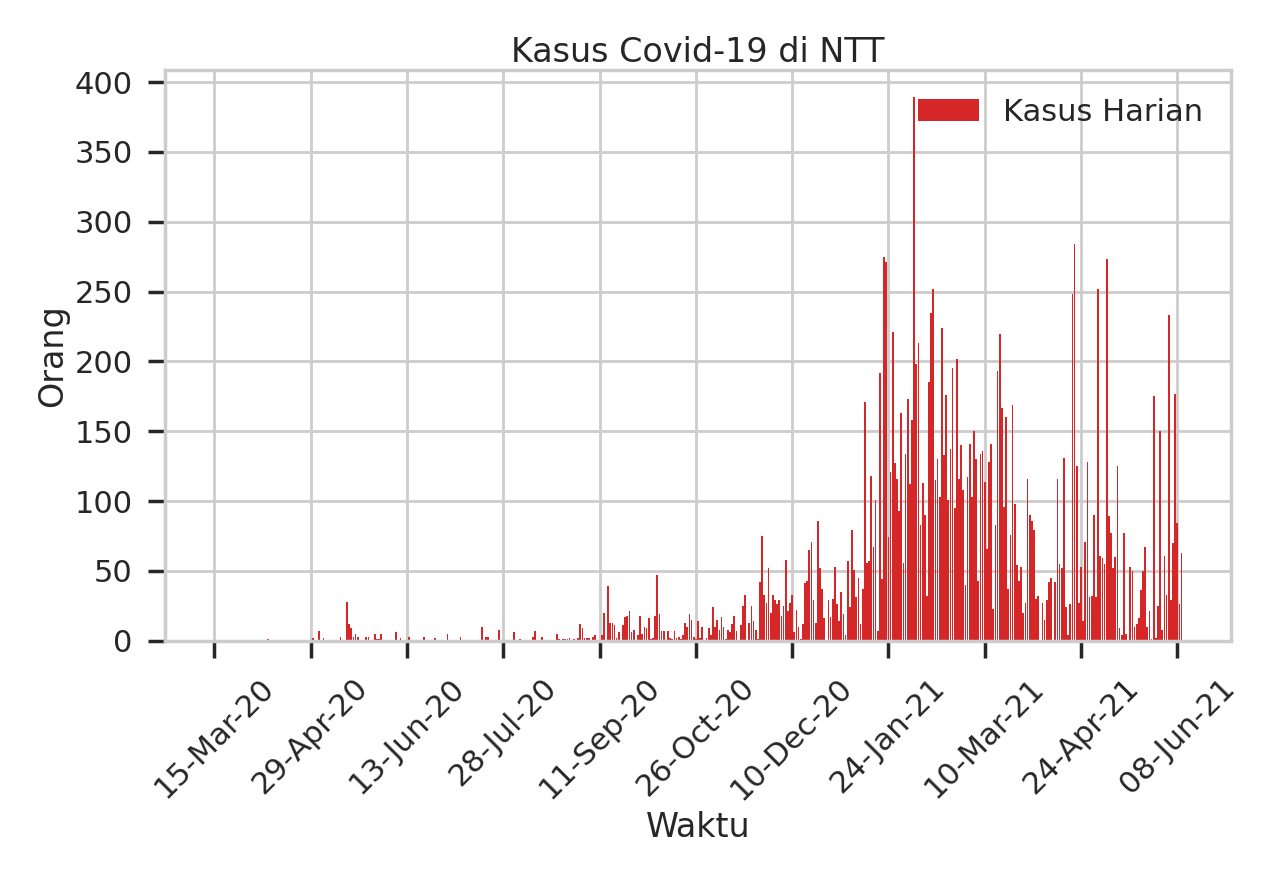 Kasus Covid-19 di NTT
400
350
300
250
200
150
100
50
0
Orang
Kasus Harian
15-Mar-20
29-Apr-20
13-Jun-20
28-Jul-20
11-Sep-20
26-Oct-20
10-Dec-20
24-Jan-21
10-Mar-21
24-Apr-21
08-Jun-21
Waktu